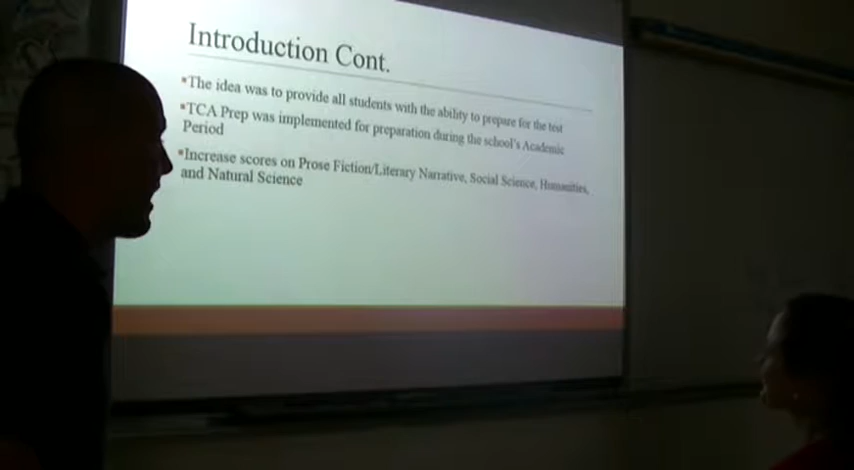 Introduction Cont.
▪The idea was to provide all students with the ability to prepare for the test
▪TCA Prep was implemented for preparation during the school's Academic
Period
▪Increase scores on Prose Fiction/Literary Narrative, Social Science, Humanities,
and Natural Science